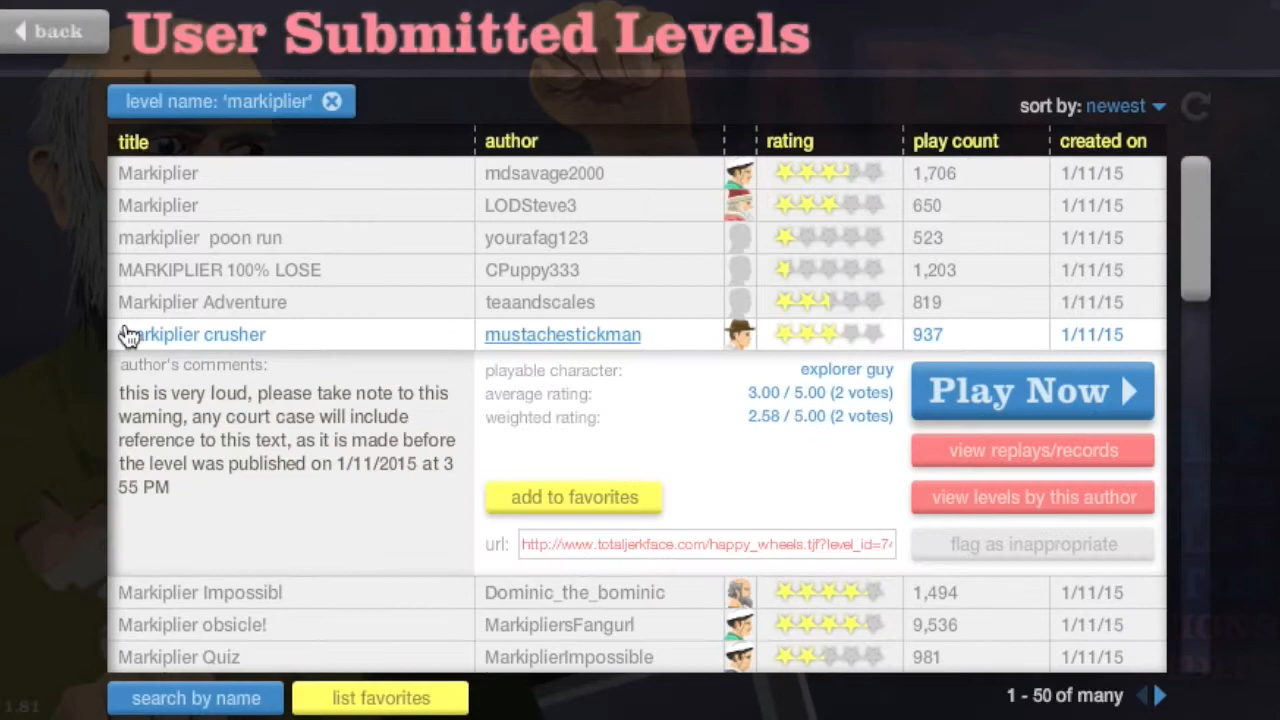 back
User Submitted Levels
level name: 'markiplier'
sort by: newest
title author rating play count created on
Markiplier mdsavage2000 1,706 1/11/15
Markiplier LODSteve3 650 1/11/15
markiplier poon run yourafag123 523 1/11/15
MARKIPLIER 100% LOSE CPuppy333 1,203 1/11/15
Markiplier Adventure teaandscales 819 1/11/15
arkiplier crusher mustachestickman 937 1/11/15
author's comments:
this is very loud, please take note to this
warning, any court case will include
reference to this text, as it is made before
the level was published on 1/11/2015 at 3
55 PM
playable character: explorer guy
average rating: 3.00 / 5.00 (2 votes)
weighted rating: 2.58 / 5.00 (2 votes)
add to favorites
url: http://www.totaljerkface.com/happy_wheels.tjf?level_id=7
Play Now
view replays/records
view levels by this author
flag as inappropriate
Markiplier Impossibl Dominic_the_bominic 1,494 1/11/15
Markiplier obsicle! MarkipliersFangurl 9,536 1/11/15
Markiplier Quiz MarkiplierImpossible 981 1/11/15
search by name
list favorites
1 - 50 of many
1.81